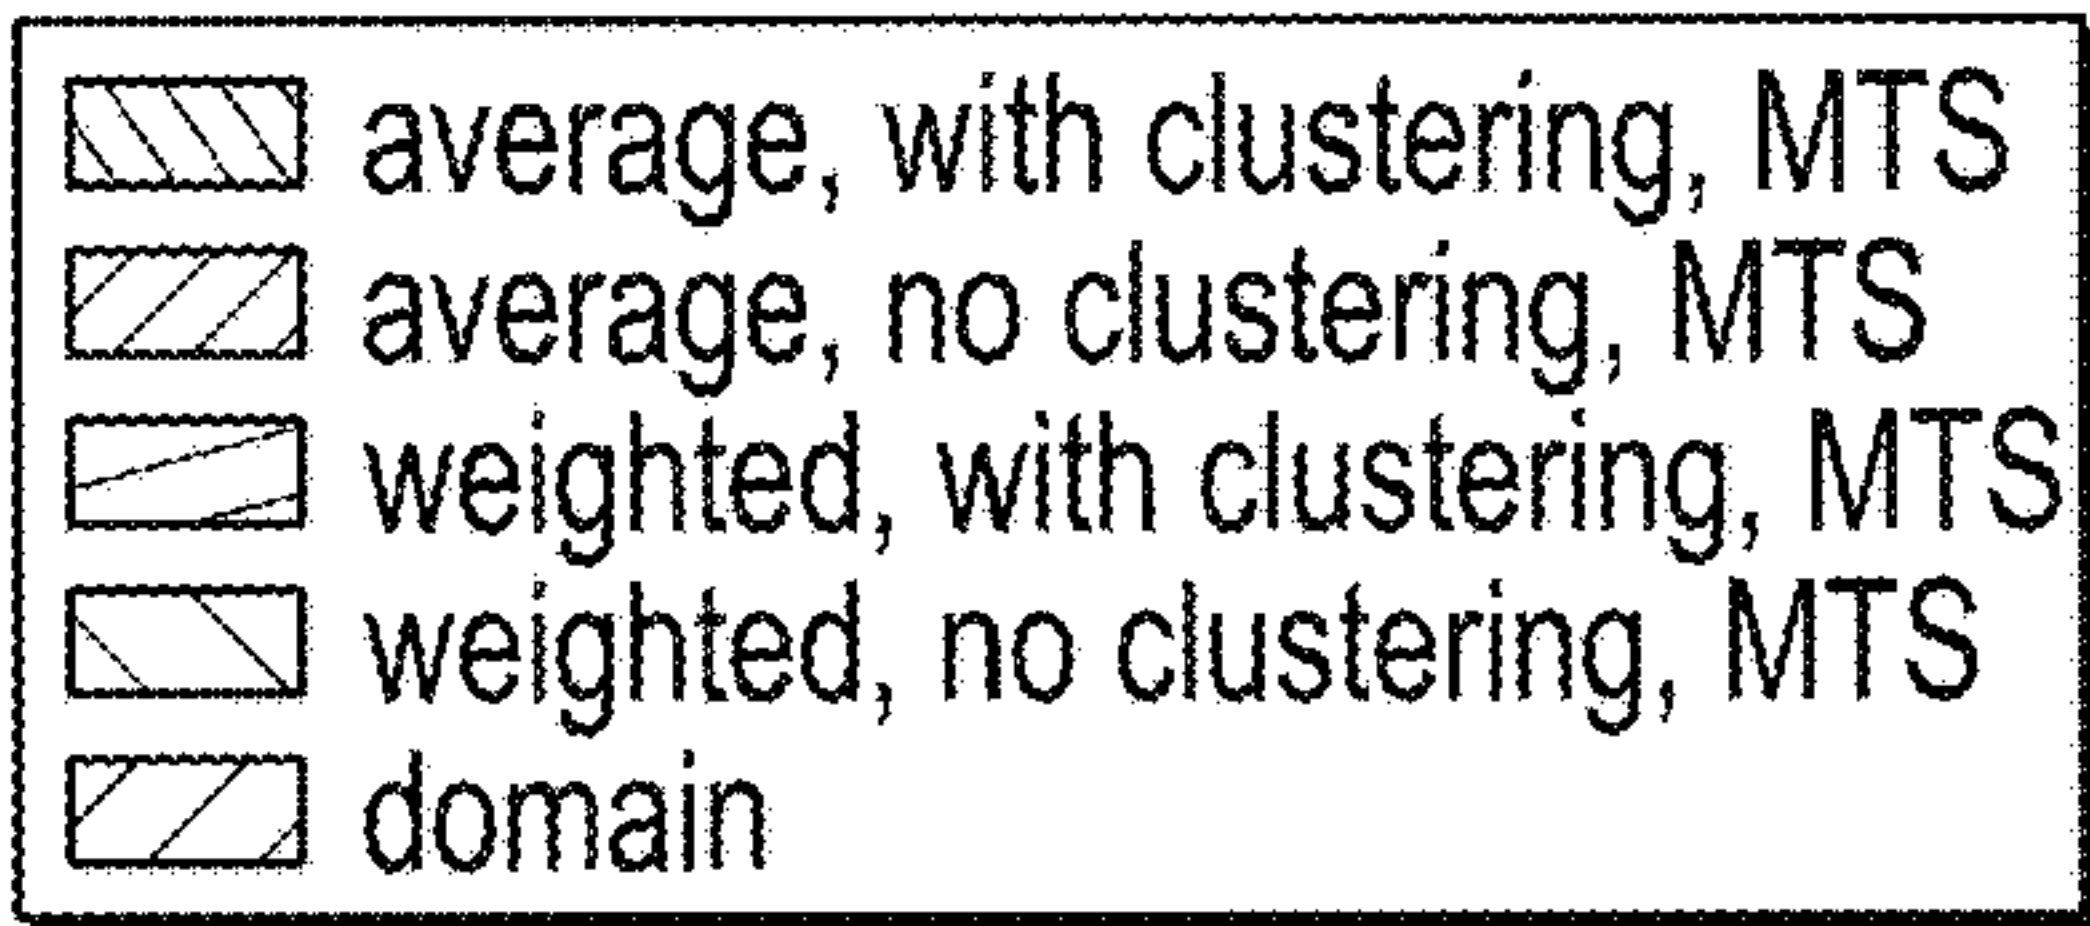 average, with clustering, MTS
average, no clustering, MTS
weighted, with clustering, MTS
weighted, no clustering, MTS
domain